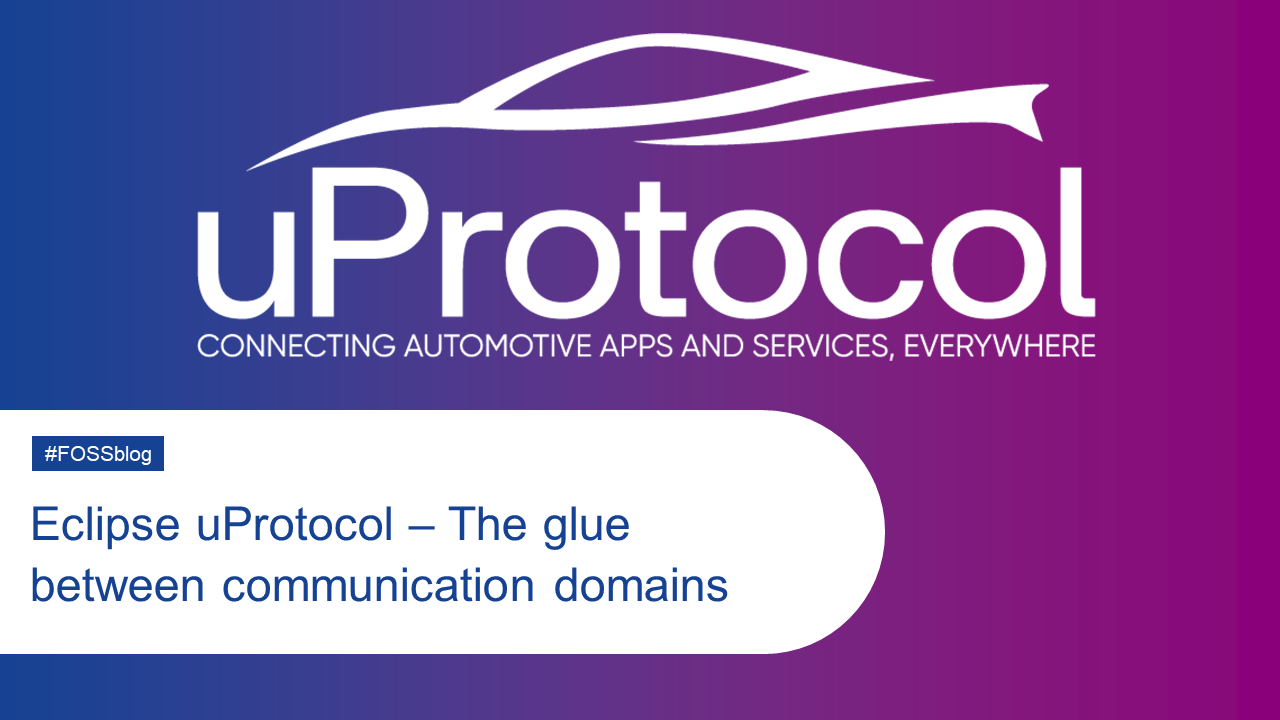 uProtocol
CONNECTING AUTOMOTIVE APPS AND SERVICES, EVERYWHERE
#FOSSblog
Eclipse uProtocol – The glue
between communication domains